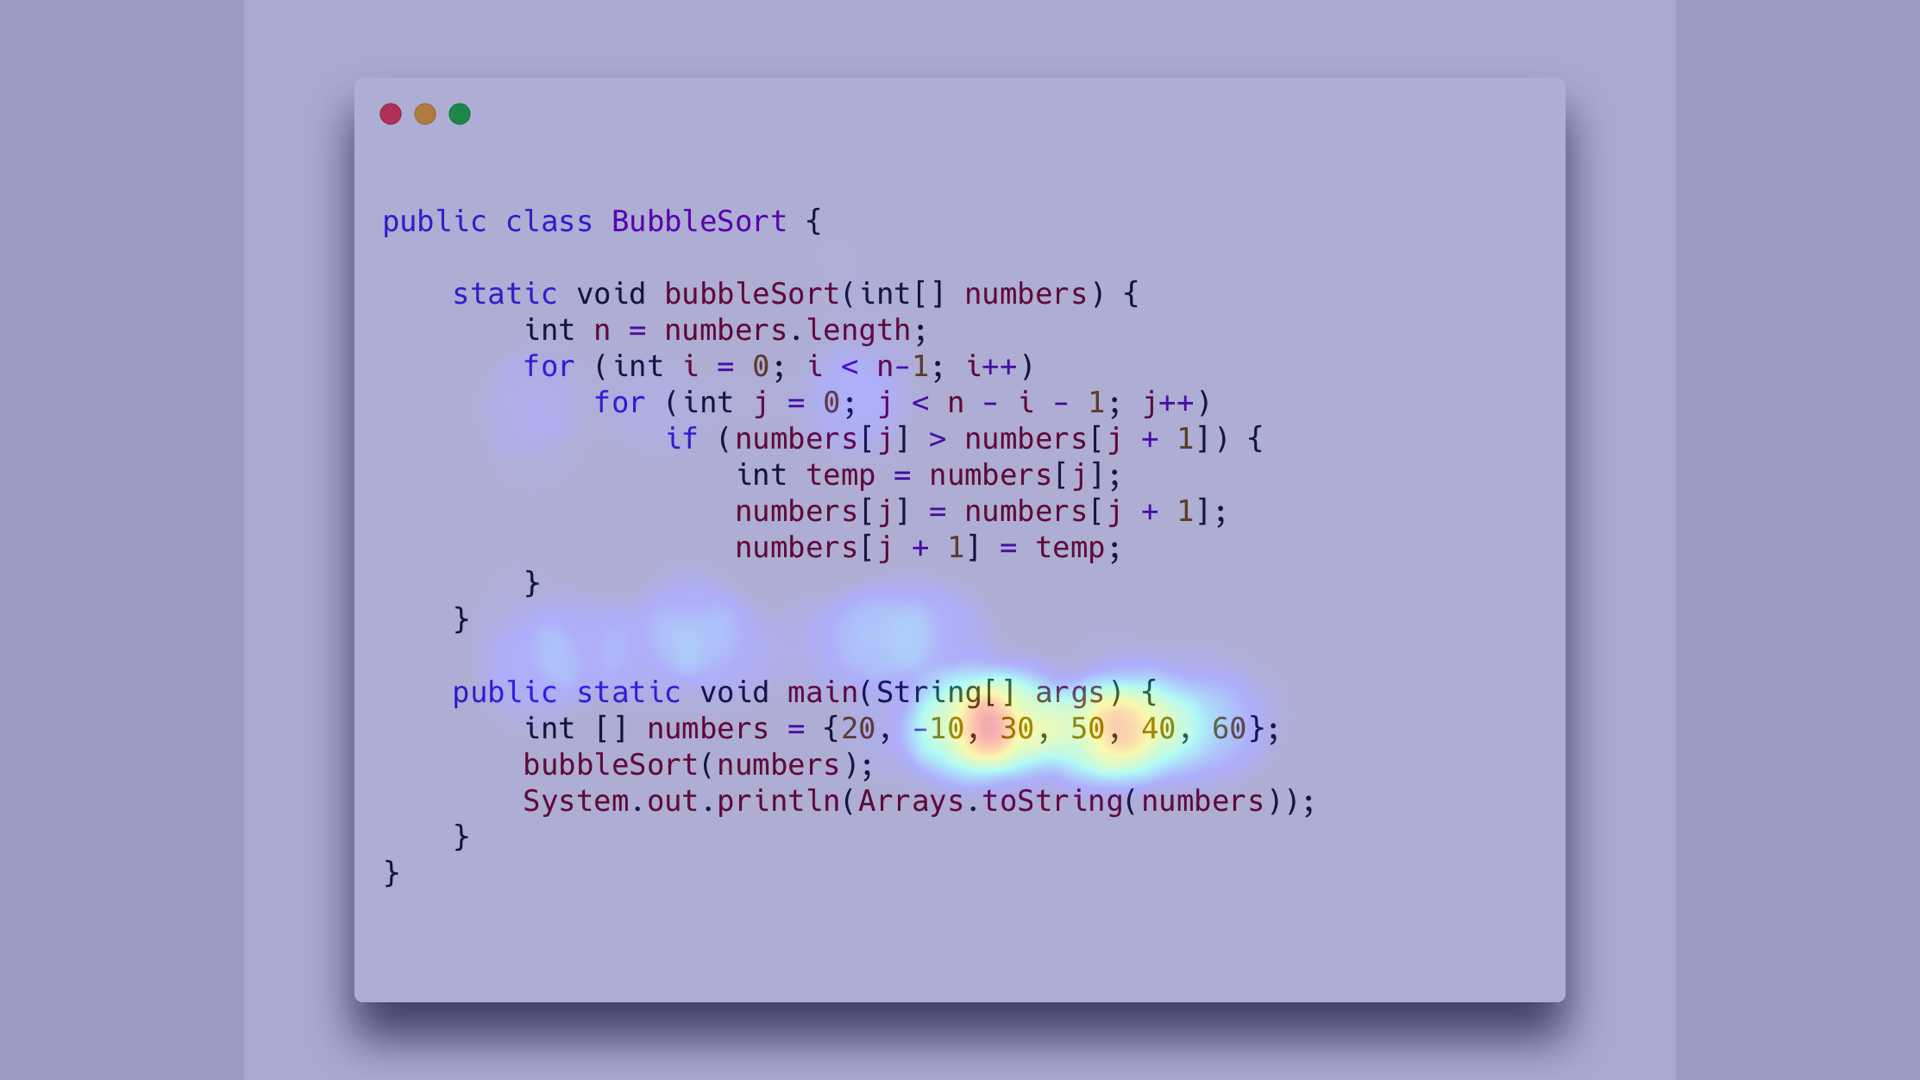 public class BubbleSort {
static void bubbleSort(int[] numbers) {
int n = numbers.length;
for (int i = 0; i < n-1; i++)
for (int j = 0; j < n - i - 1; j++)
if (numbers[j] > numbers[j + 1]) {
int temp = numbers[j];
numbers[j] = numbers[j + 1];
numbers[j + 1] = temp;
}
}
public static void main(String[] args) {
int [] numbers = {20, -10, 30, 50, 40, 60};
bubbleSort(numbers);
System.out.println(Arrays.toString(numbers));
}
}